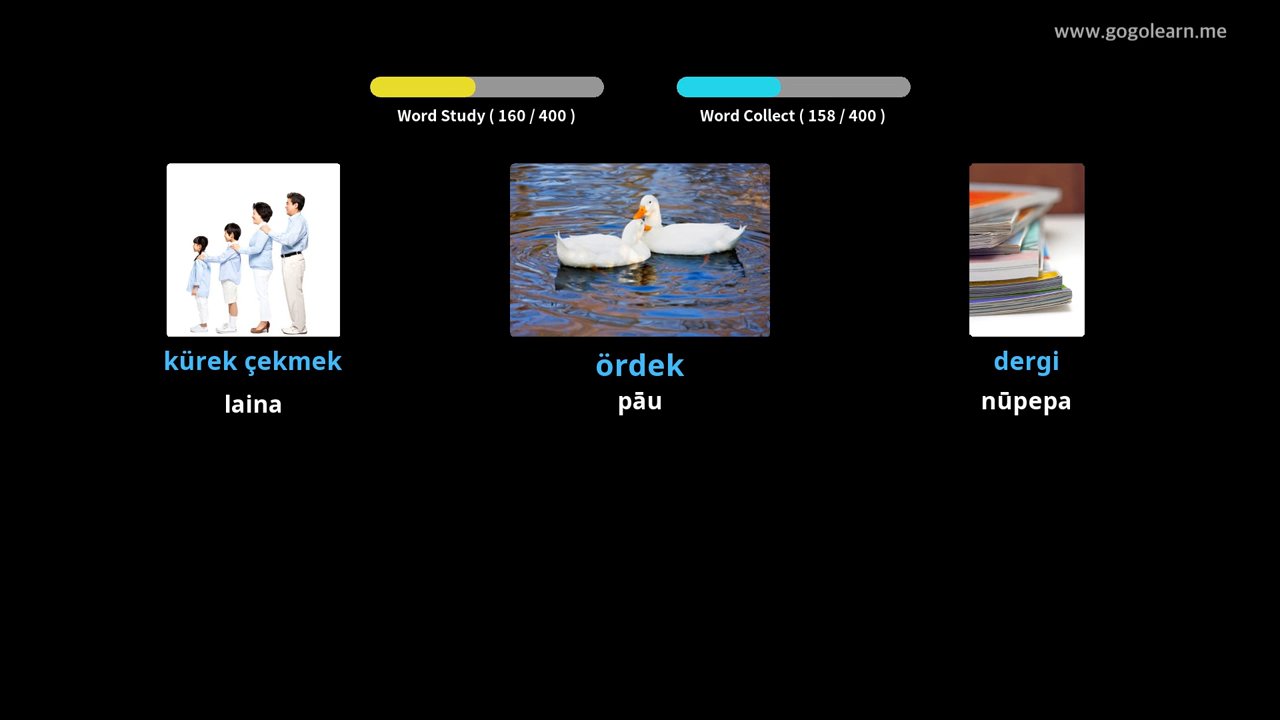 www.gogolearn.me
Word Study ( 160 / 400 )
Word Collect ( 158 / 400 )
kürek çekmek
laina
ördek
pāu
dergi
nūpepa